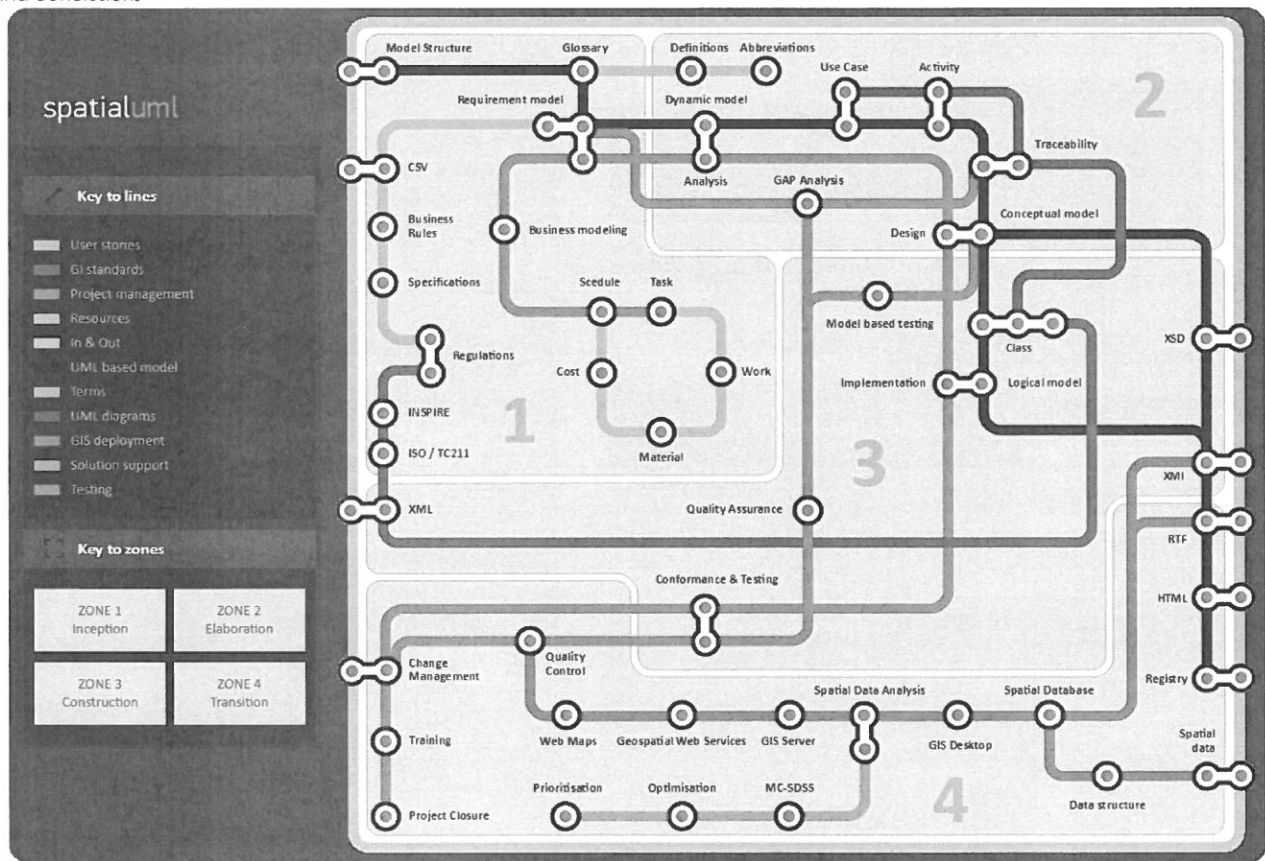 spatialuml
Key to lines
User stories
GI standards
Project management
Resources
In & Out
UML based model
Terms
UML diagrams
GIS deployment
Solution support
Testing
Key to zones
ZONE 1
Inception
ZONE 2
Elaboration
ZONE 3
Construction
ZONE 4
Transition
Model Structure
Glossary
Definitions
Abbreviations
Use Case
Activity
2
Requirement model
Dynamic model
Traceability
CSV
Analysis
GAP Analysis
Business
Rules
Business modeling
Design
Conceptual model
Specifications
Scedule
Task
Model based testing
Class
XSD
Regulations
Cost
Work
Implementation
Logical model
INSPIRE
1
ISO / TC211
Material
3
XMI
XML
Quality Assurance
RTF
Conformance & Testing
HTML
Change
Management
Quality
Control
Spatial Data Analysis
Spatial Database
Registry
Training
Web Maps
Geospatial Web Services
GIS Server
GIS Desktop
Spatial
data
Prioritisation
Optimisation
MC-SDSS
4
Data structure
Project Closure